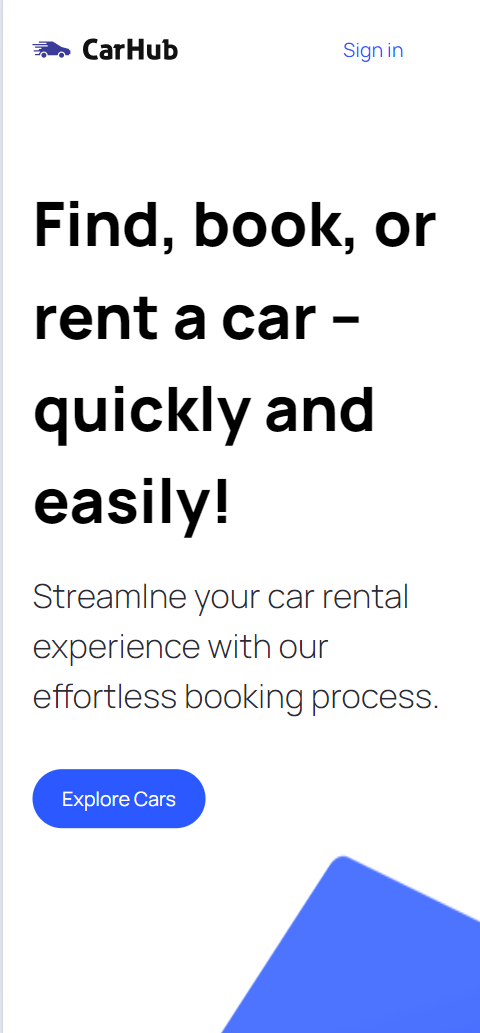 CarHub
Sign in
Find, book, or
rent a car –
quickly and
easily!
Streamlne your car rental
experience with our
effortless booking process.
Explore Cars